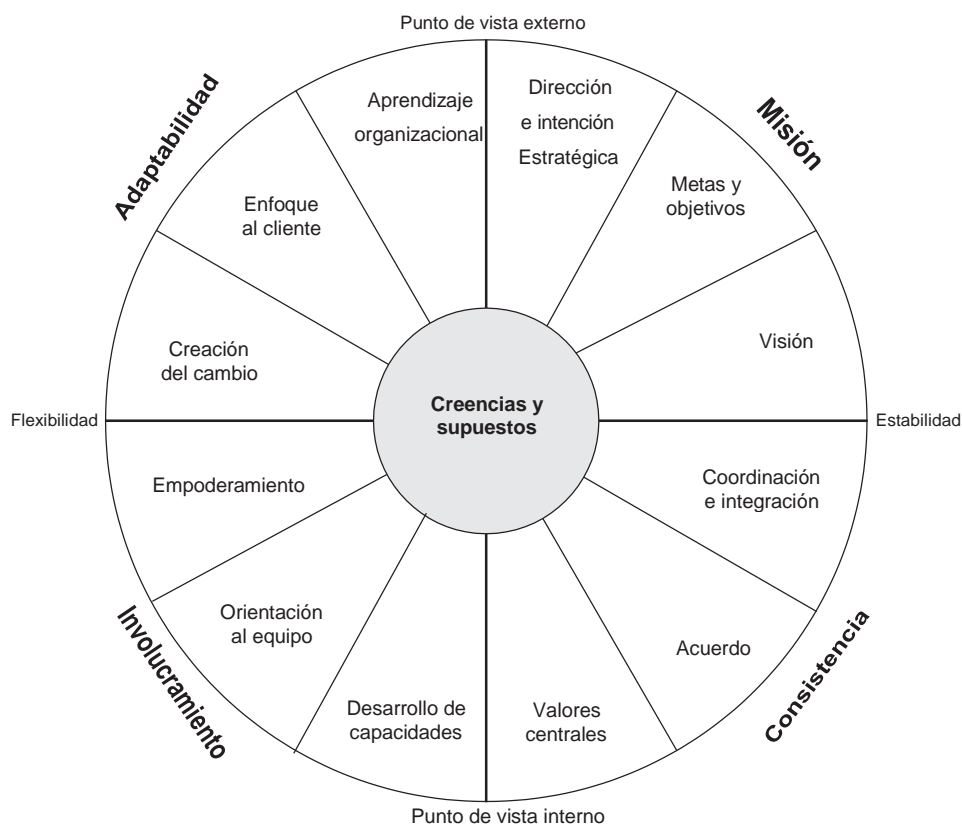 Punto de vista externo
Adaptabilidad
Misión
Aprendizaje
organizacional
Dirección
e intención
Estratégica
Enfoque
al cliente
Metas y
objetivos
Creación
del cambio
Visión
Creencias y
supuestos
Flexibilidad
Estabilidad
Empoderamiento
Coordinación
e integración
Orientación
al equipo
Acuerdo
Desarrollo de
capacidades
Valores
centrales
Involucramiento
Consistencia
Punto de vista interno